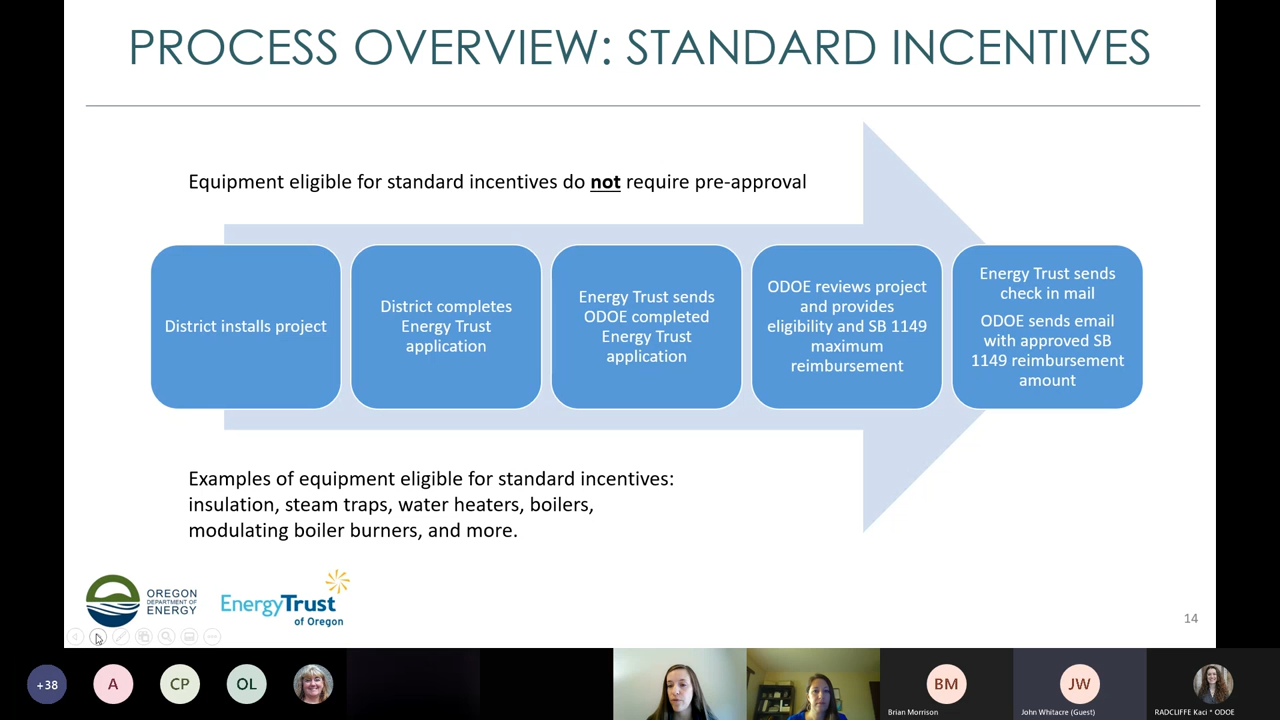 PROCESS OVERVIEW: STANDARD INCENTIVES
Equipment eligible for standard incentives do not require pre-approval
District installs project
District completes
Energy Trust
application
Energy Trust sends
ODOE completed
Energy Trust
application
ODOE reviews project
and provides
eligibility and SB 1149
maximum
reimbursement
Energy Trust sends
check in mail
ODOE sends email
with approved SB
1149 reimbursement
amount
Examples of equipment eligible for standard incentives:
insulation, steam traps, water heaters, boilers,
modulating boiler burners, and more.
OREGON
DEPARTMENT OF
ENERGY
EnergyTrust
of Oregon
14
+38
A
CP
OL
BM
JW
Brian Morrison
John Whitacre (Guest)
RADCLIFFE Kaci * ODOE